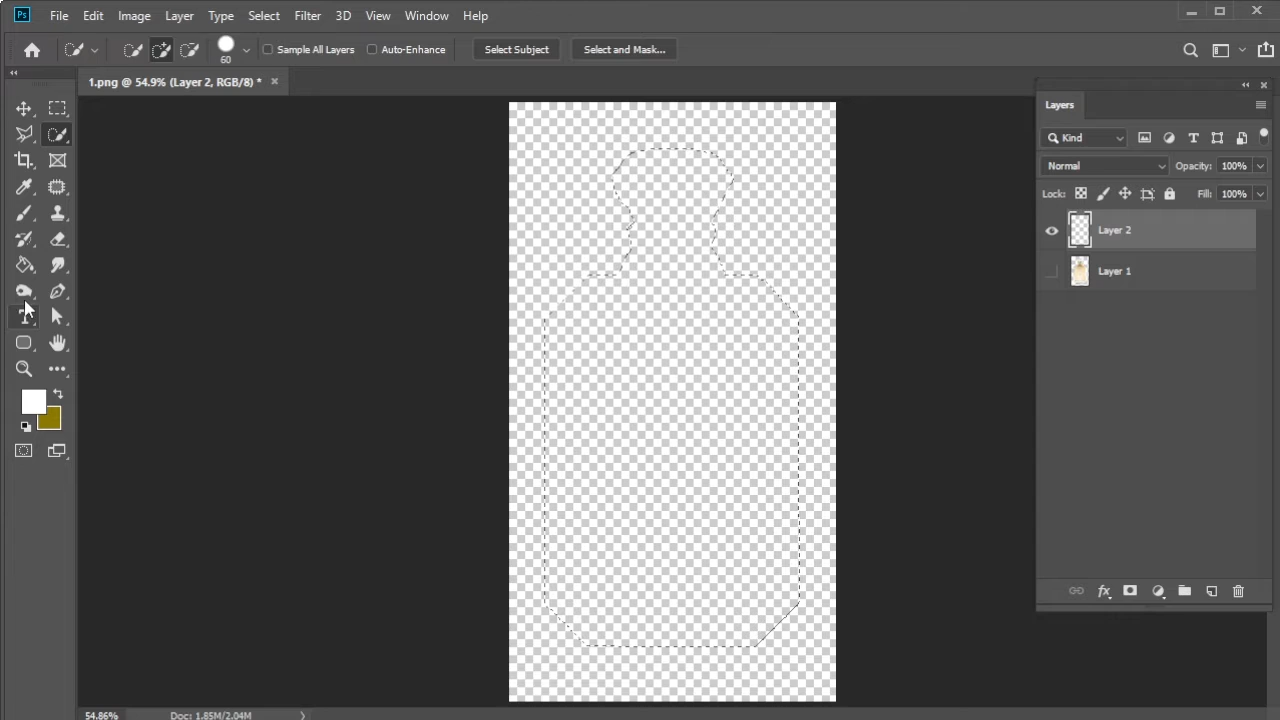 Ps File Edit Image Layer Type Select Filter 3D View Window Help
60 Sample All Layers Auto-Enhance Select Subject Select and Mask...
1.png @ 54.9% (Layer 2, RGB/8) *
Layers
Kind
Normal Opacity: 100%
Lock: Fill: 100%
Layer 2
Layer 1
54.86% Doc: 1.85M/2.04M